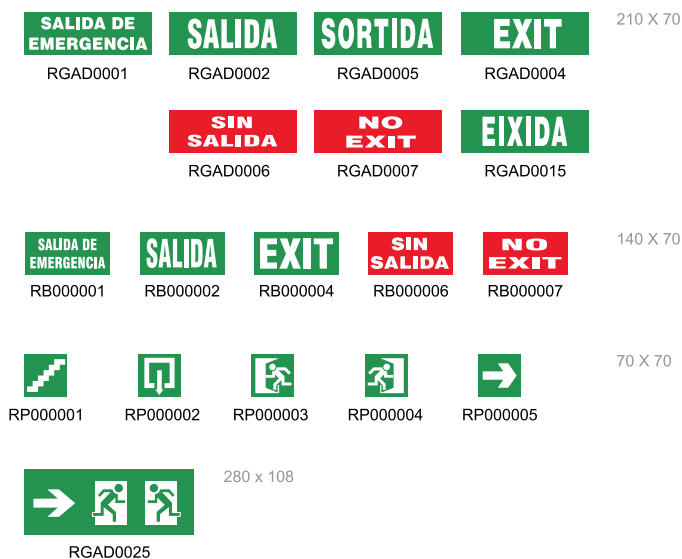 SALIDA DE
EMERGENCIA
SALIDA
SORTIDA
EXIT
210 X 70
RGAD0001
RGAD0002
RGAD0005
RGAD0004
SIN
SALIDA
NO
EXIT
EIXIDA
RGAD0006
RGAD0007
RGAD0015
SALIDA DE
EMERGENCIA
SALIDA
EXIT
SIN
SALIDA
NO
EXIT
140 X 70
RB000001
RB000002
RB000004
RB000006
RB000007
70 X 70
RP000001
RP000002
RP000003
RP000004
RP000005
280 x 108
RGAD0025